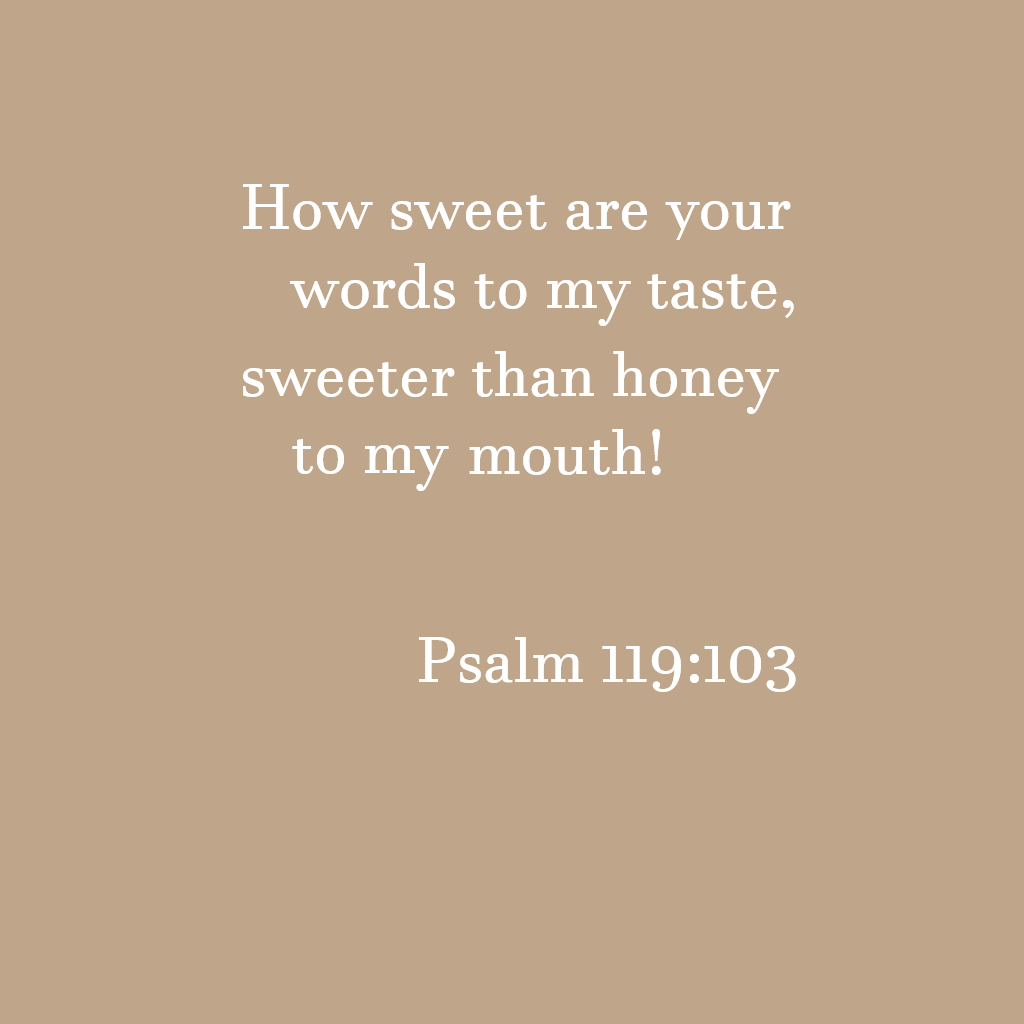 How sweet are your
words to my taste,
sweeter than honey
to my mouth!
Psalm 119:103